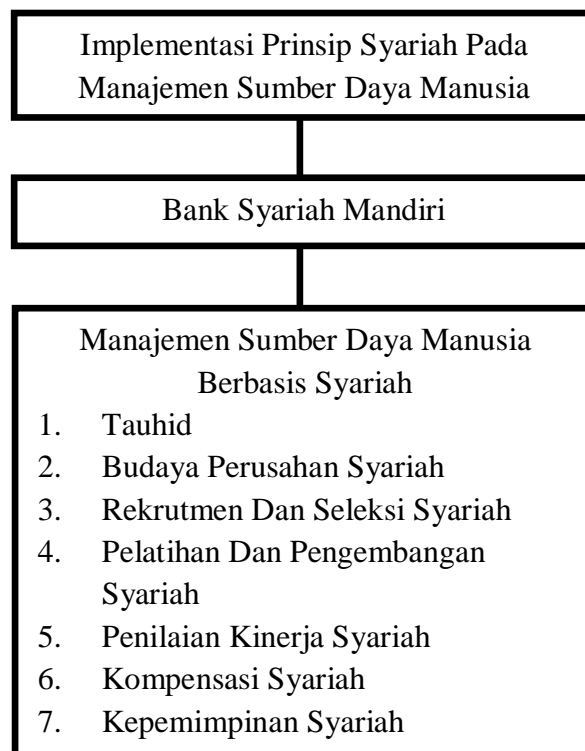 Implementasi Prinsip Syariah Pada
Manajemen Sumber Daya Manusia
Bank Syariah Mandiri
Manajemen Sumber Daya Manusia
Berbasis Syariah
1. Tauhid
2. Budaya Perusahan Syariah
3. Rekrutmen Dan Seleksi Syariah
4. Pelatihan Dan Pengembangan
Syariah
5. Penilaian Kinerja Syariah
6. Kompensasi Syariah
7. Kepemimpinan Syariah